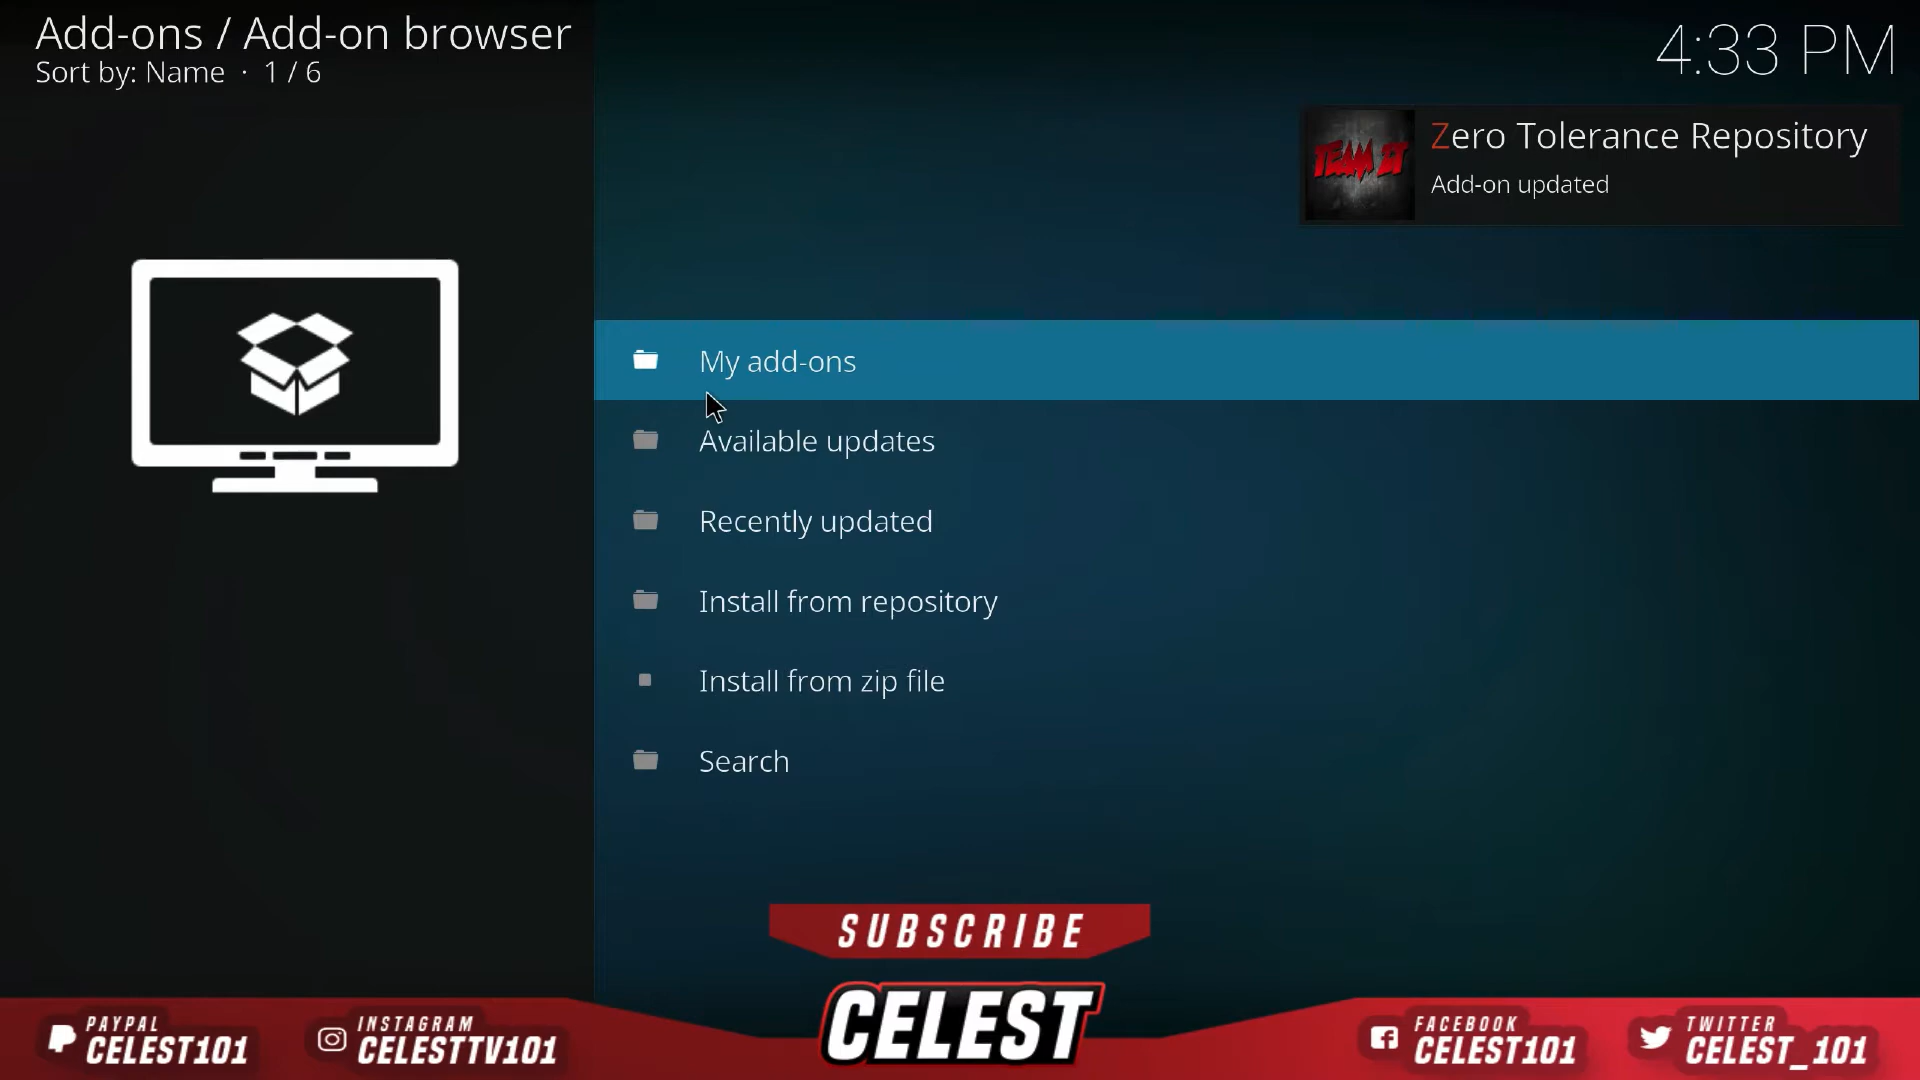 Add-ons / Add-on browser
Sort by: Name · 1 / 6
4:33 PM
TEAM ZT
Zero Tolerance Repository
Add-on updated
My add-ons
Available updates
Recently updated
Install from repository
Install from zip file
Search
SUBSCRIBE
CELEST
PAYPAL
CELEST101
INSTAGRAM
CELESTTV101
FACEBOOK
CELEST101
TWITTER
CELEST_101